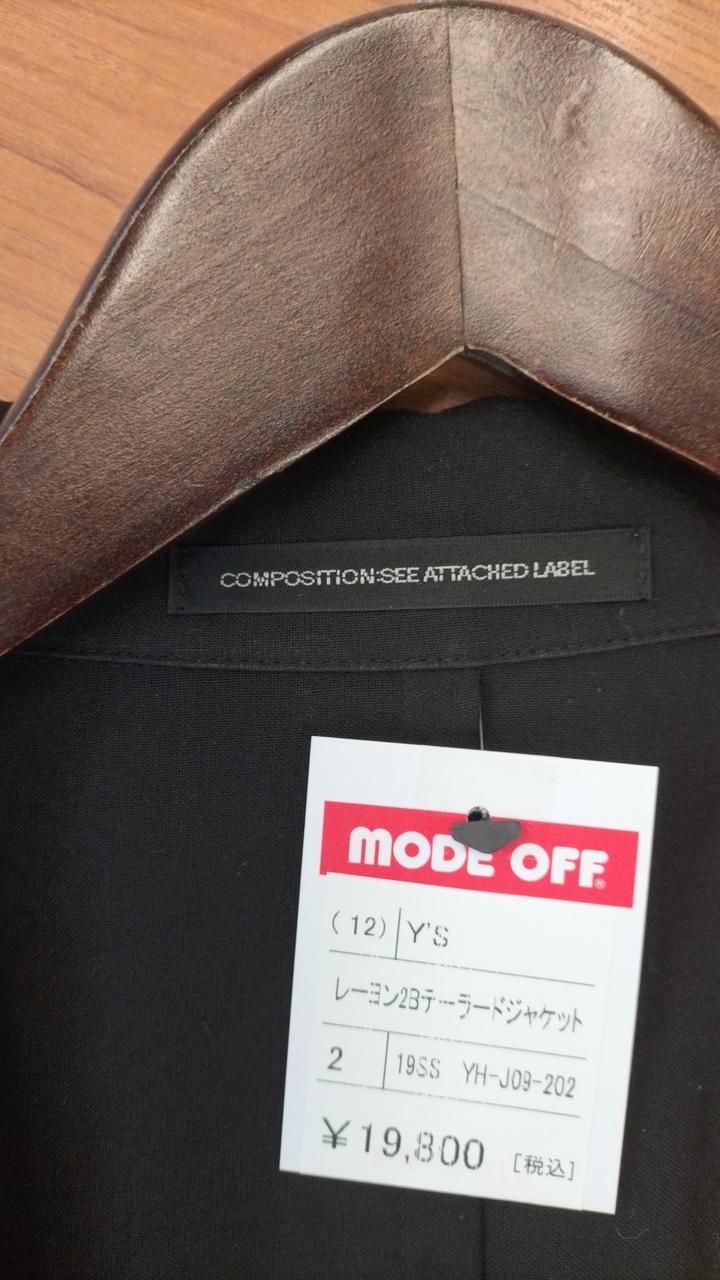 COMPOSITION:SEE ATTACHED LABEL
MODE OFF®
(12) Y'S
レーヨン2Bテーラードジャケット
2 19SS YH-J09-202
¥19,800 [税込]